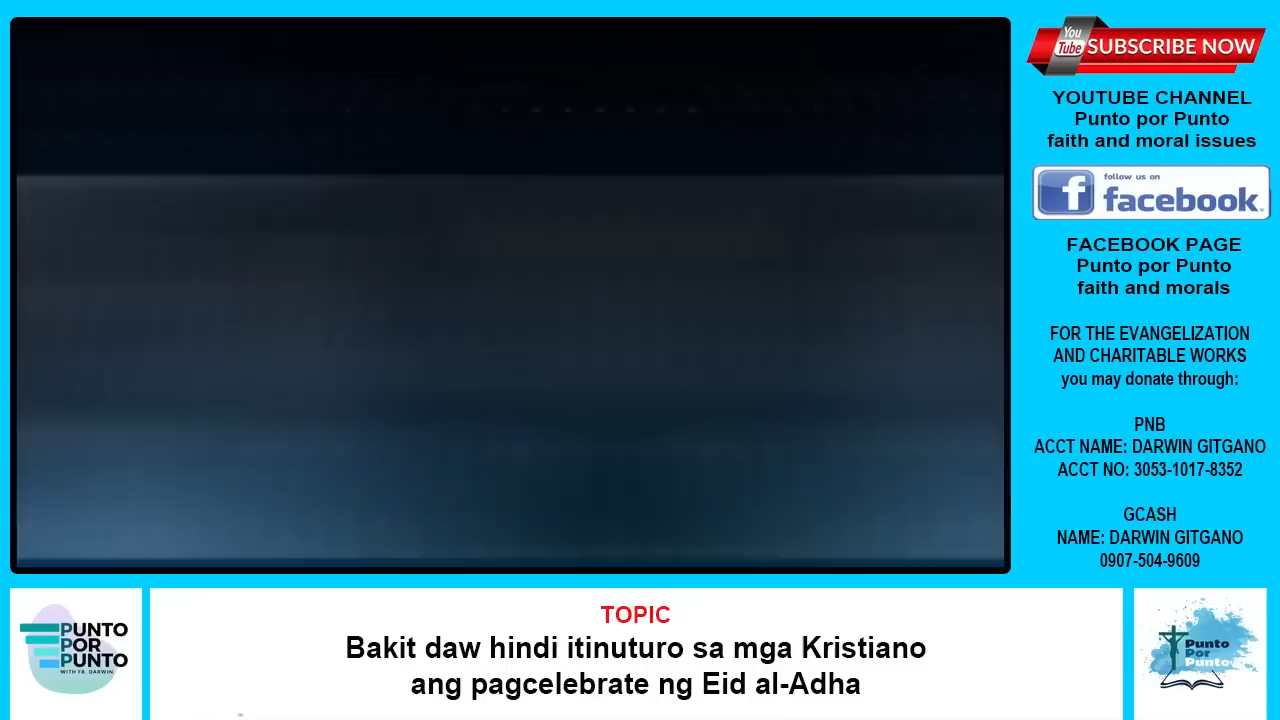 You
Tube
SUBSCRIBE NOW
YOUTUBE CHANNEL
Punto por Punto
faith and moral issues
follow us on
f facebook.
FACEBOOK PAGE
Punto por Punto
faith and morals
FOR THE EVANGELIZATION
AND CHARITABLE WORKS
you may donate through:
PNB
ACCT NAME: DARWIN GITGANO
ACCT NO: 3053-1017-8352
GCASH
NAME: DARWIN GITGANO
0907-504-9609
PUNTO
POR
PUNTO
WITH FR. DARWIN
TOPIC
Bakit daw hindi itinuturo sa mga Kristiano
ang pagcelebrate ng Eid al-Adha
Punto
Por
Punto